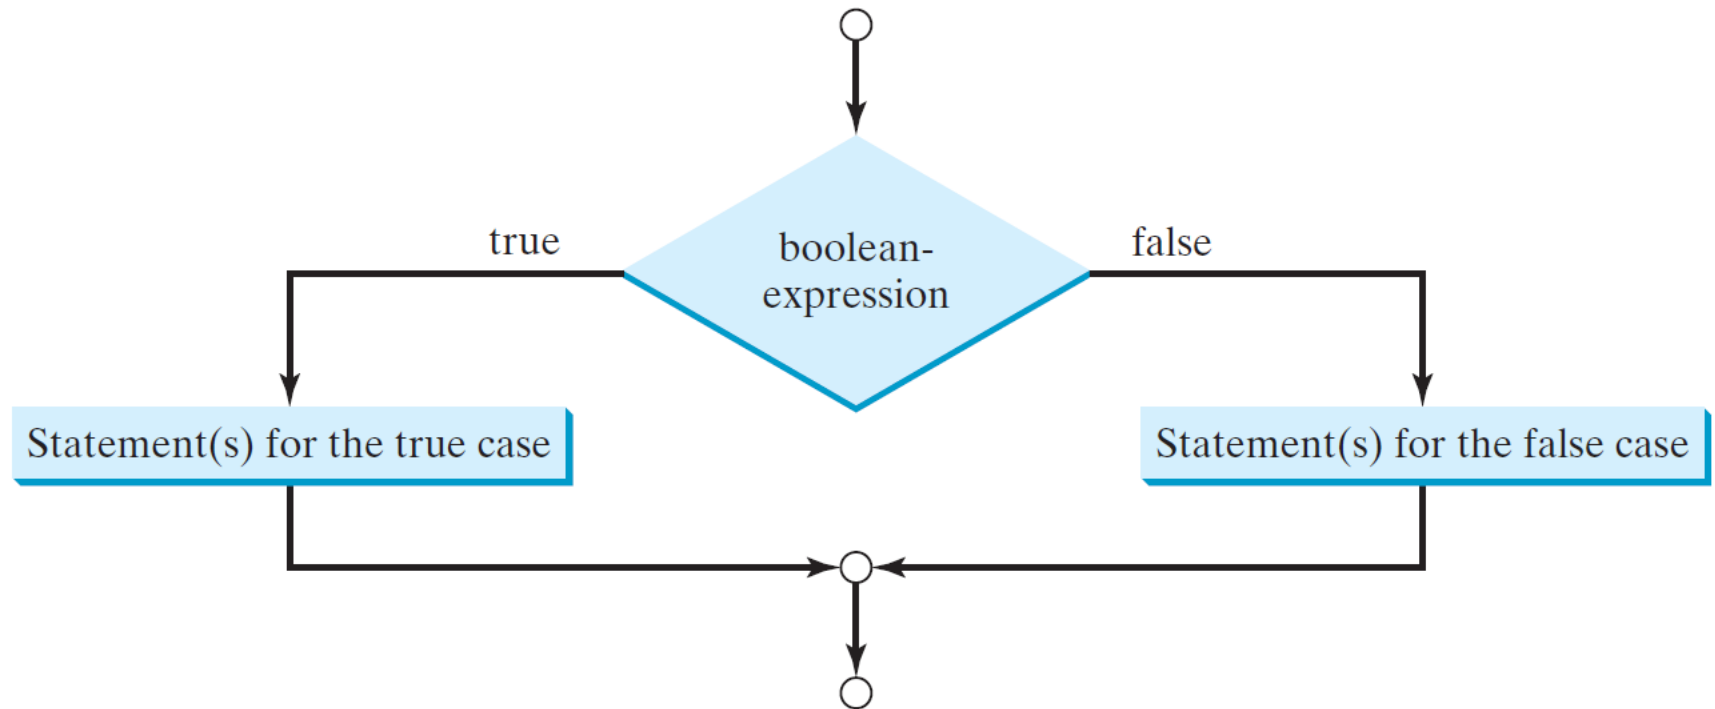 true
boolean-
expression
false
Statement(s) for the true case
Statement(s) for the false case